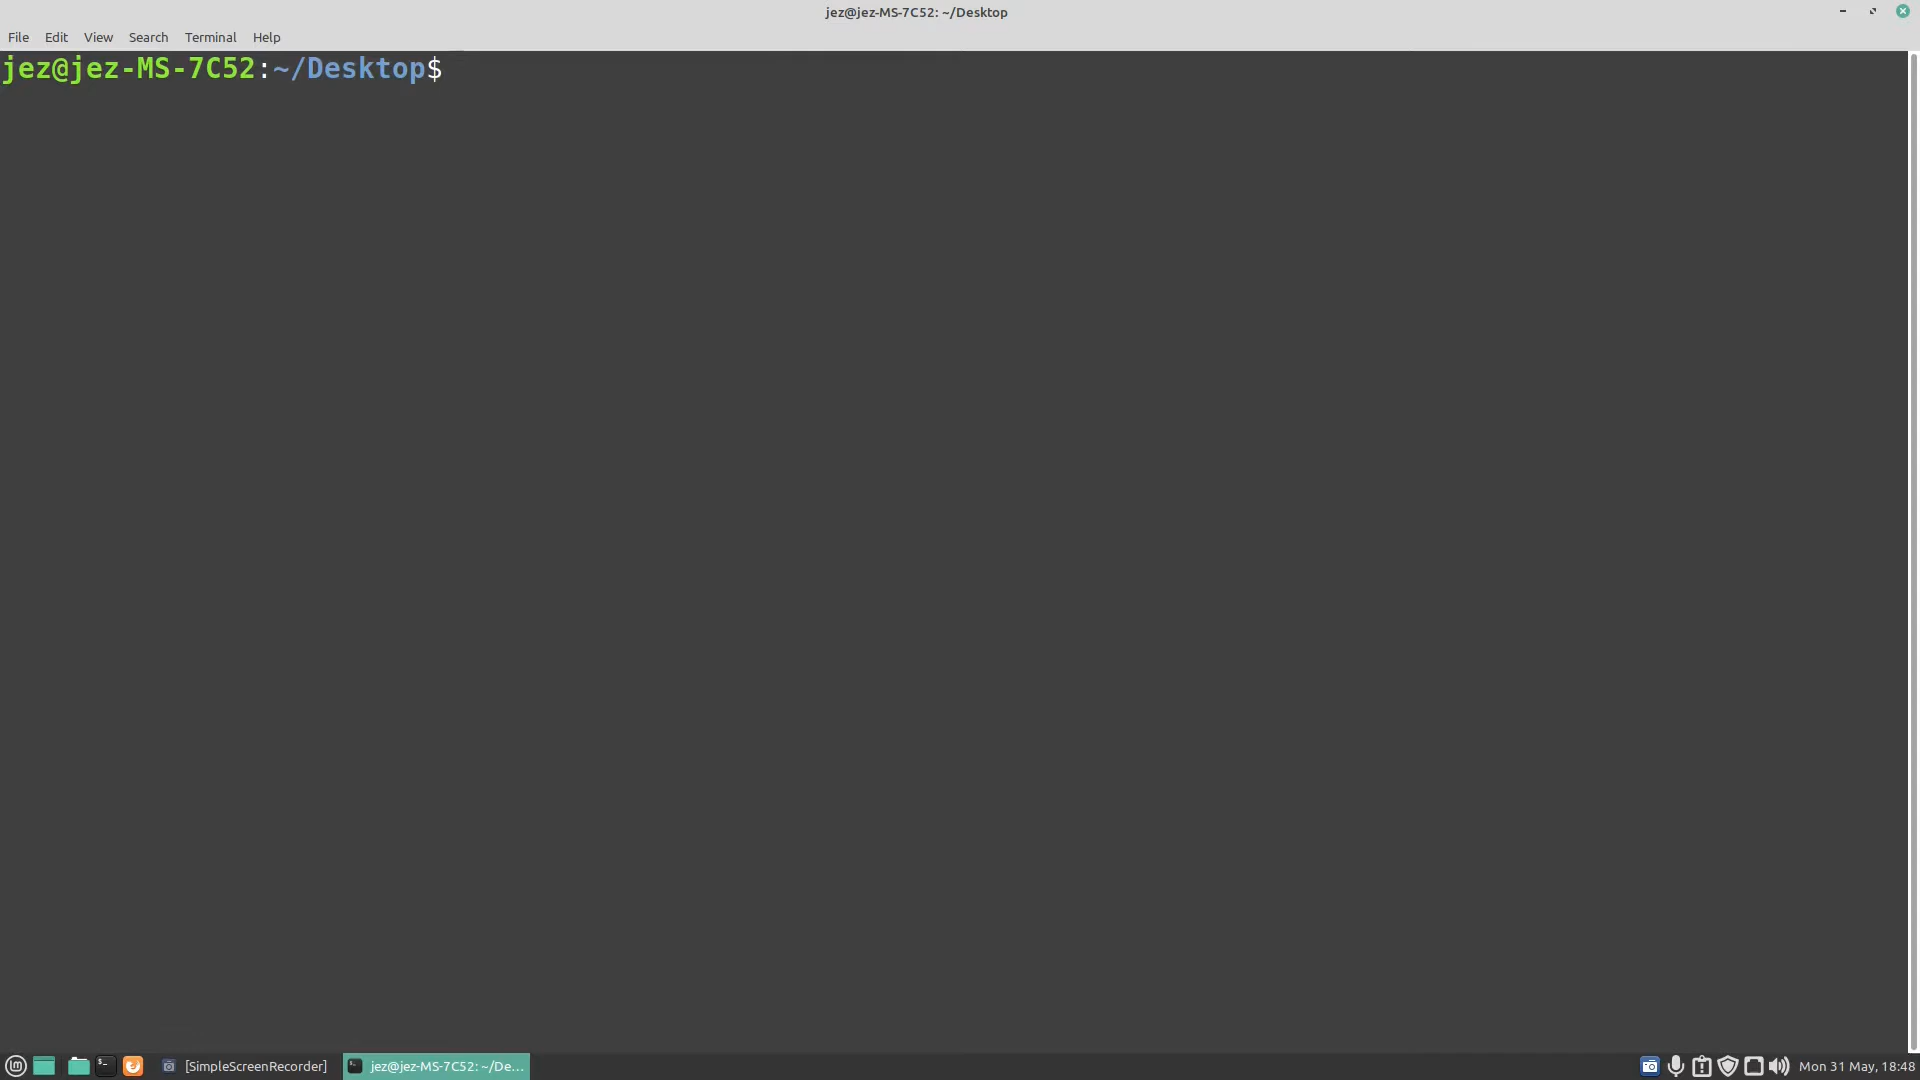 jez@jez-MS-7C52: ~/Desktop
File Edit View Search Terminal Help
jez@jez-MS-7C52:~/Desktop$
[SimpleScreenRecorder] jez@jez-MS-7C52: ~/De... Mon 31 May, 18:48